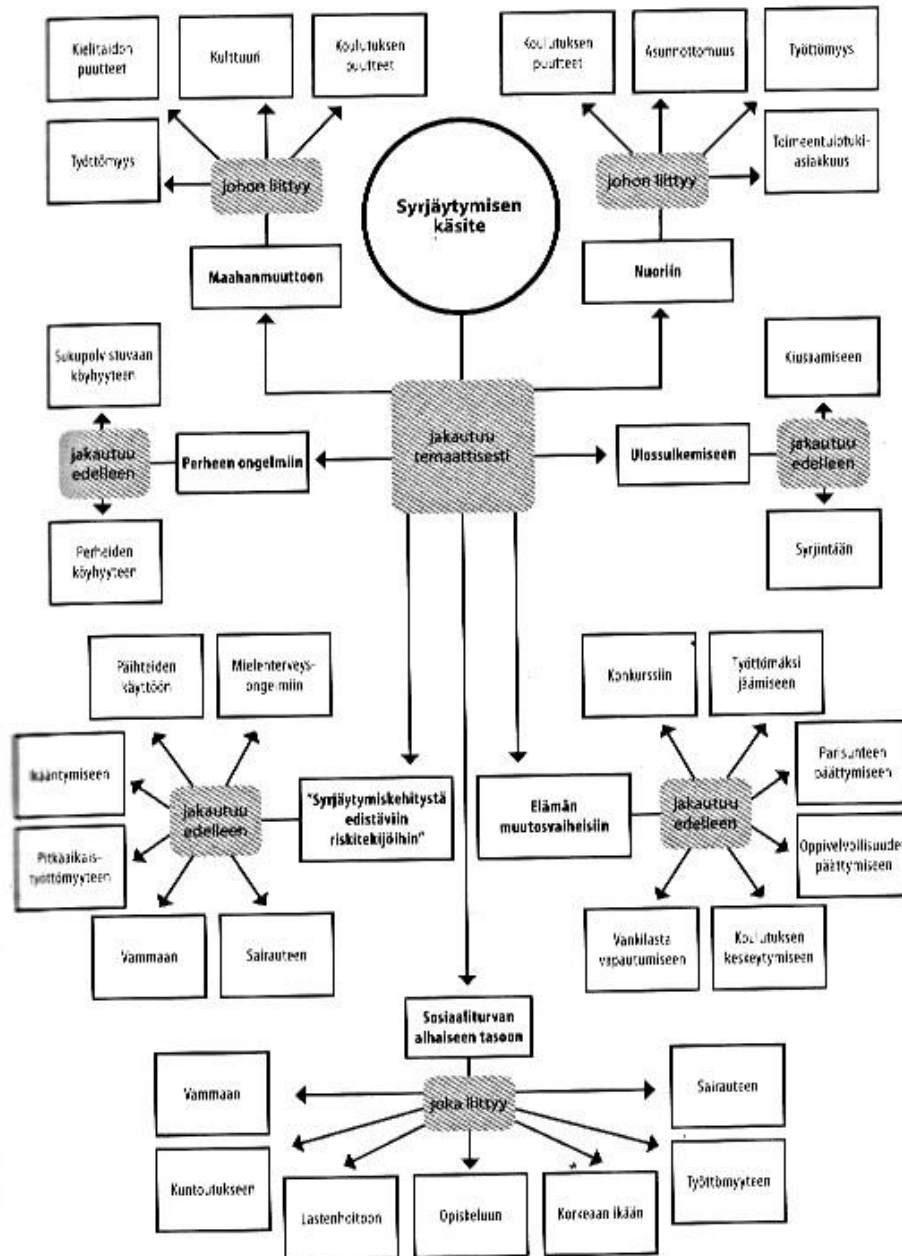 Kielitaidon
puutteet
Kulttuuri
Koulutuksen
puutteet
Työttömyys
johon liittyy
Maahanmuuttoon
Syrjäytymisen
käsite
Koulutuksen
puutteet
Asunnottomuus
Työttömyys
Toimeentulotuki-
asiakkuus
johon liittyy
Nuoriin
Sukupolvistuvaan
köyhyyteen
jakautuu
edelleen
Perheen ongelmiin
Perheiden
köyhyyteen
jakautuu
temaattisesti
Kiusaamiseen
Ulossulkemiseen
jakautuu
edelleen
Syrjintään
Päihteiden
käyttöön
Mielenterveys-
ongelmiin
Ikääntymiseen
jakautuu
edelleen
"Syrjäytymiskehitystä
edistäviin
riskitekijöihin"
Pitkäaikais-
työttömyyteen
Vammaan
Sairauteen
Konkurssiin
Työttömäksi
jäämiseen
Parisuhteen
päättymiseen
Elämän
muutosvaiheisiin
jakautuu
edelleen
Oppivelvollisuuden
päättymiseen
Vankilasta
vapautumiseen
Koulutuksen
keskeytymiseen
Sosiaaliturvan
alhaiseen tasoon
joka liittyy
Vammaan
Sairauteen
Kuntoutukseen
Lastenhoitoon
Opiskeluun
Korkeaan ikään
Työttömyyteen